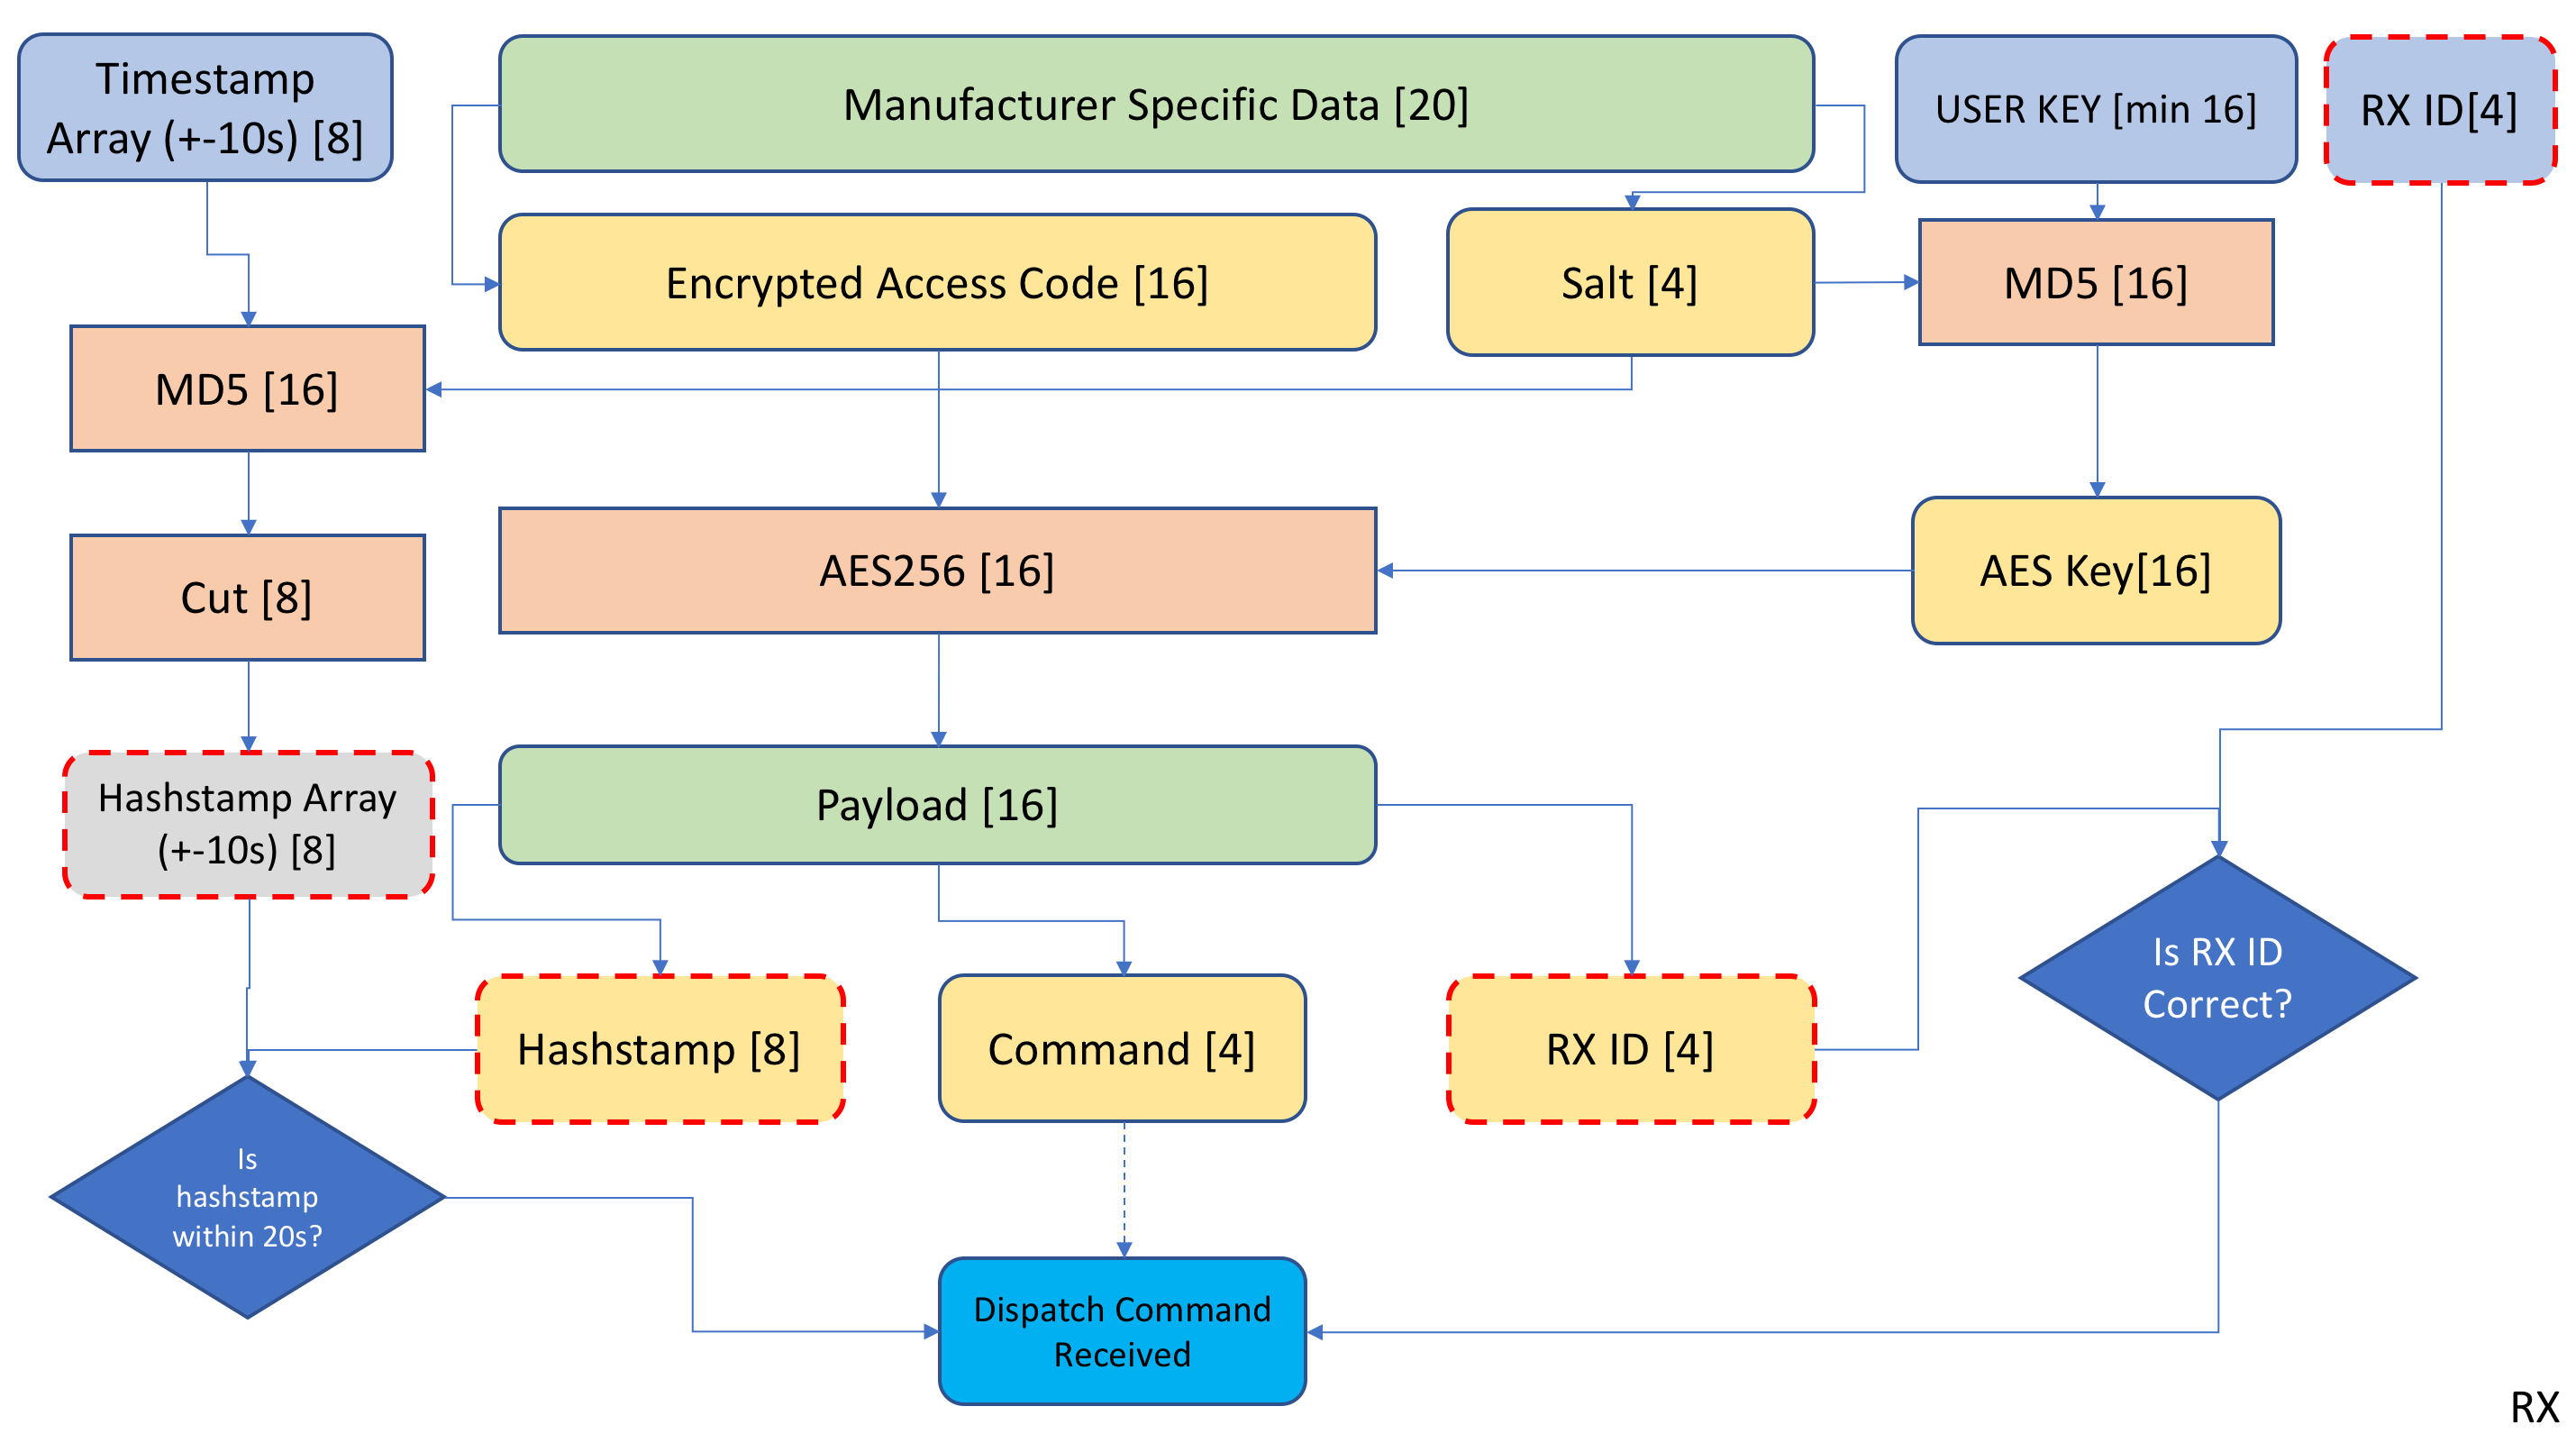 Timestamp
Array (+-10s) [8]
Manufacturer Specific Data [20]
USER KEY [min 16]
RX ID[4]
Encrypted Access Code [16]
Salt [4]
MD5 [16]
MD5 [16]
Cut [8]
AES256 [16]
AES Key[16]
Hashstamp Array
(+-10s) [8]
Payload [16]
Hashstamp [8]
Command [4]
RX ID [4]
Is RX ID
Correct?
Is
hashstamp
within 20s?
Dispatch Command
Received
RX